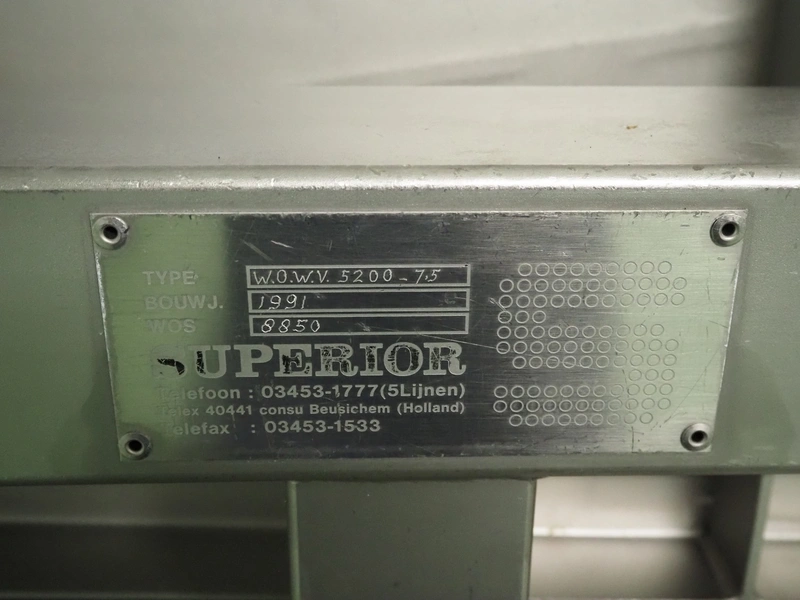 TYPE W.O.W.V. 5200-7.5
BOUWJ. 1991
WOS 8850
SUPERIOR
Telefoon : 03453-1777(5Lijnen)
Telex 40441 consu Beusichem (Holland)
Telefax : 03453-1533